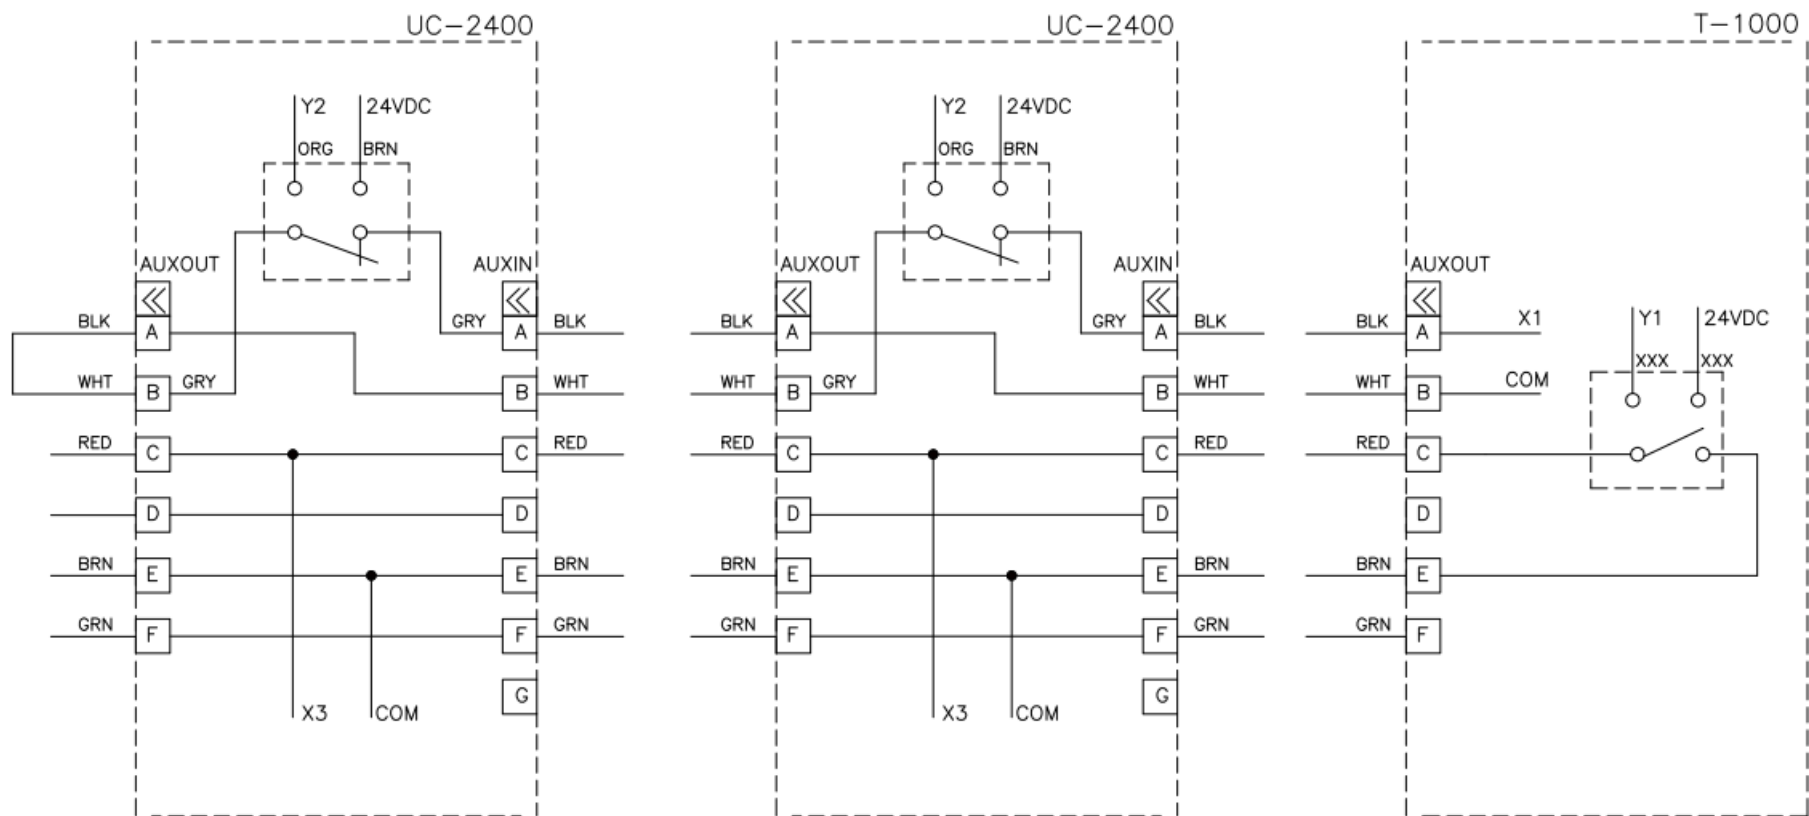 UC-2400 UC-2400 T-1000
Y2 24VDC Y2 24VDC
ORG BRN ORG BRN
AUXOUT AUXIN AUXOUT AUXIN AUXOUT
BLK A GRY A BLK BLK A GRY A BLK BLK A X1 Y1 24VDC
XXX XXX
WHT B GRY B WHT WHT B GRY B WHT WHT B COM
RED C C RED RED C C RED RED C
D D D D D
BRN E E BRN BRN E E BRN BRN E
GRN F F GRN GRN F F GRN GRN F
G G
X3 COM X3 COM